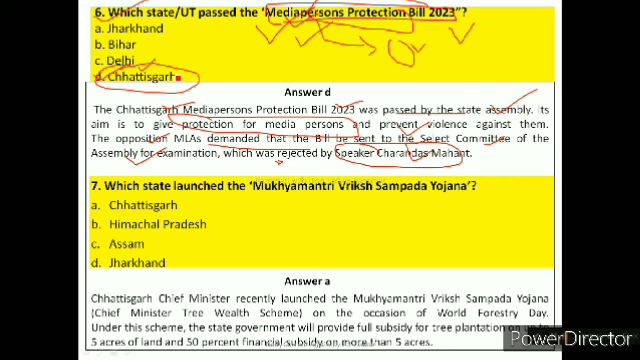 6. Which state/UT passed the ‘Mediapersons Protection Bill 2023”?
a. Jharkhand
b. Bihar
c. Delhi
d. Chhattisgarh
Answer d
The Chhattisgarh Mediapersons Protection Bill 2023 was passed by the state assembly. Its
aim is to give protection for media persons and prevent violence against them.
The opposition MLAs demanded that the Bill be sent to the Select Committee of the
Assembly for examination, which was rejected by Speaker Charandas Mahant.
7. Which state launched the ‘Mukhyamantri Vriksh Sampada Yojana’?
a. Chhattisgarh
b. Himachal Pradesh
c. Assam
d. Jharkhand
Answer a
Chhattisgarh Chief Minister recently launched the Mukhyamantri Vriksh Sampada Yojana
(Chief Minister Tree Wealth Scheme) on the occasion of World Forestry Day.
Under this scheme, the state government will provide full subsidy for tree plantation on up to
5 acres of land and 50 percent financial subsidy on more than 5 acres.
PowerDirector